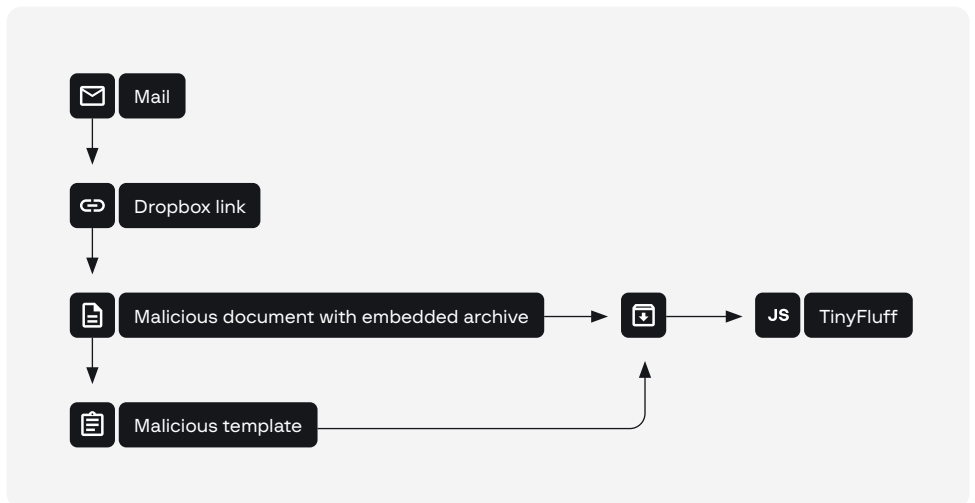 Mail
Dropbox link
Malicious document with embedded archive
JS
TinyFluff
Malicious template